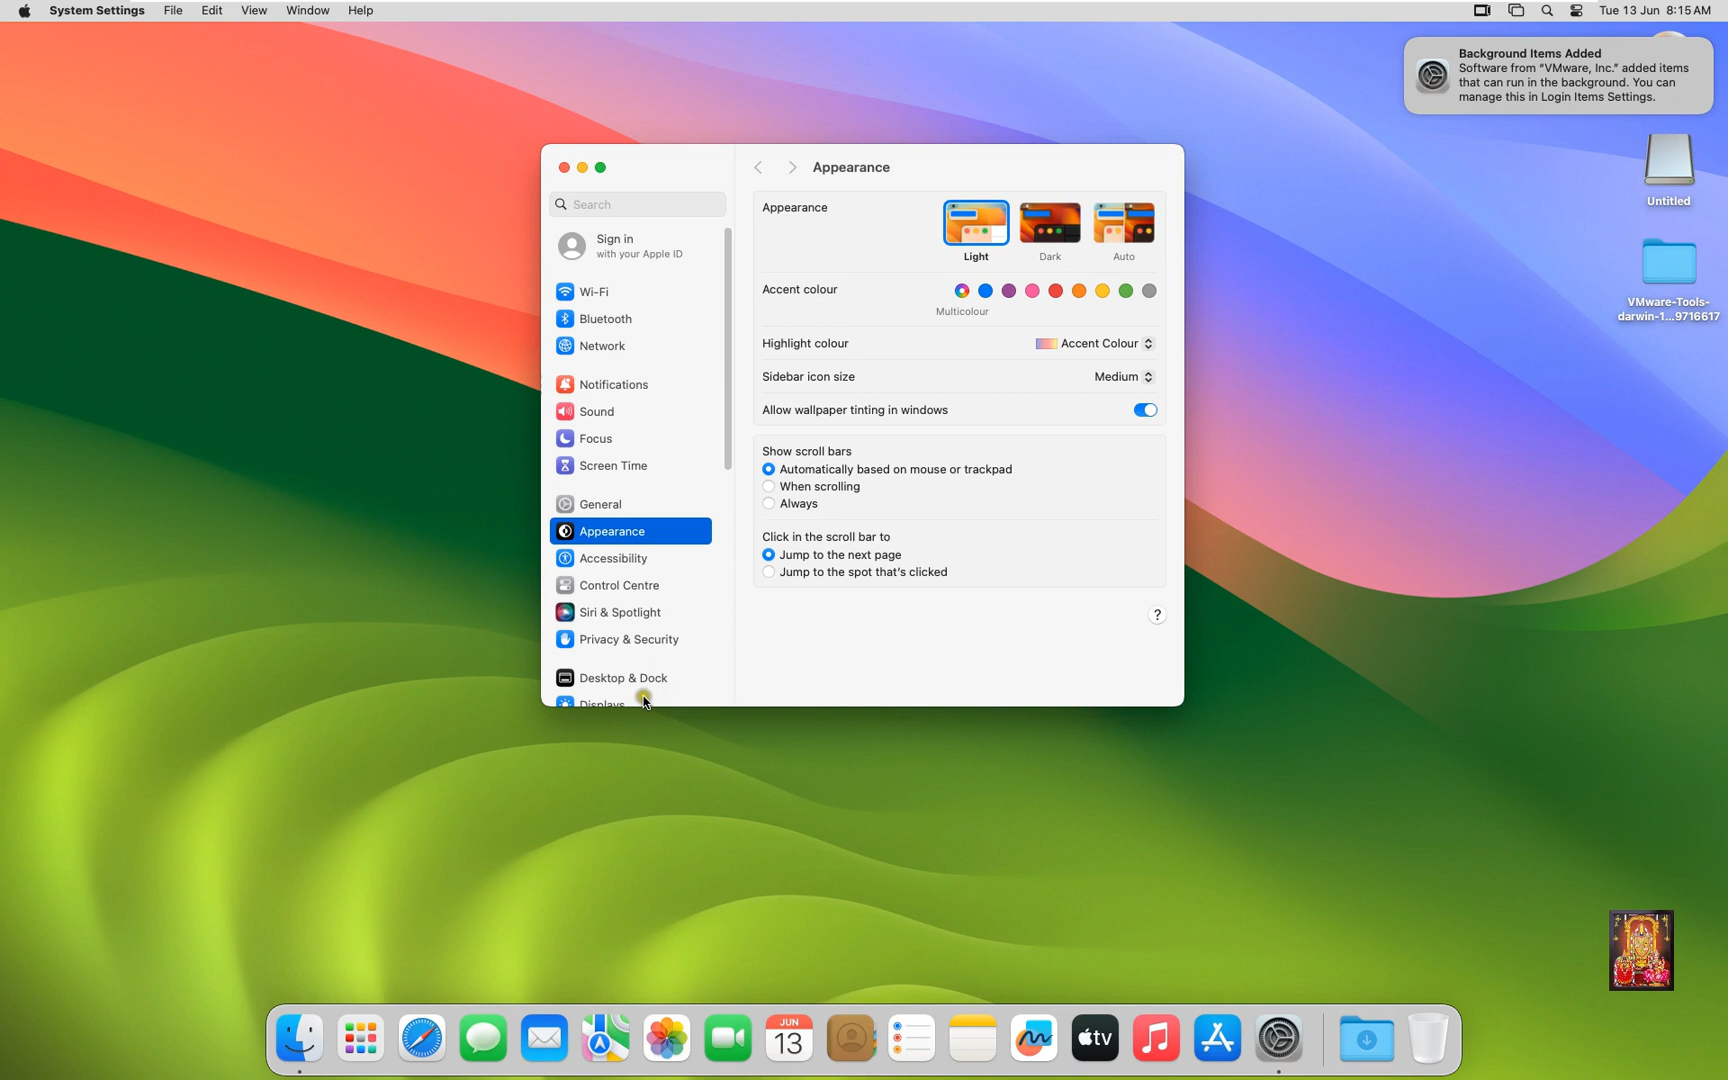 System Settings File Edit View Window Help
Tue 13 Jun 8:15 AM
Background Items Added
Software from “VMware, Inc.” added items
that can run in the background. You can
manage this in Login Items Settings.
Untitled
VMware-Tools-
darwin-1...9716617
Search
Sign in
with your Apple ID
Wi-Fi
Bluetooth
Network
Notifications
Sound
Focus
Screen Time
General
Appearance
Accessibility
Control Centre
Siri & Spotlight
Privacy & Security
Desktop & Dock
Displays
Appearance
Appearance
Light Dark Auto
Accent colour
Multicolour
Highlight colour Accent Colour
Sidebar icon size Medium
Allow wallpaper tinting in windows
Show scroll bars
Automatically based on mouse or trackpad
When scrolling
Always
Click in the scroll bar to
Jump to the next page
Jump to the spot that’s clicked
?
JUN
13
tv